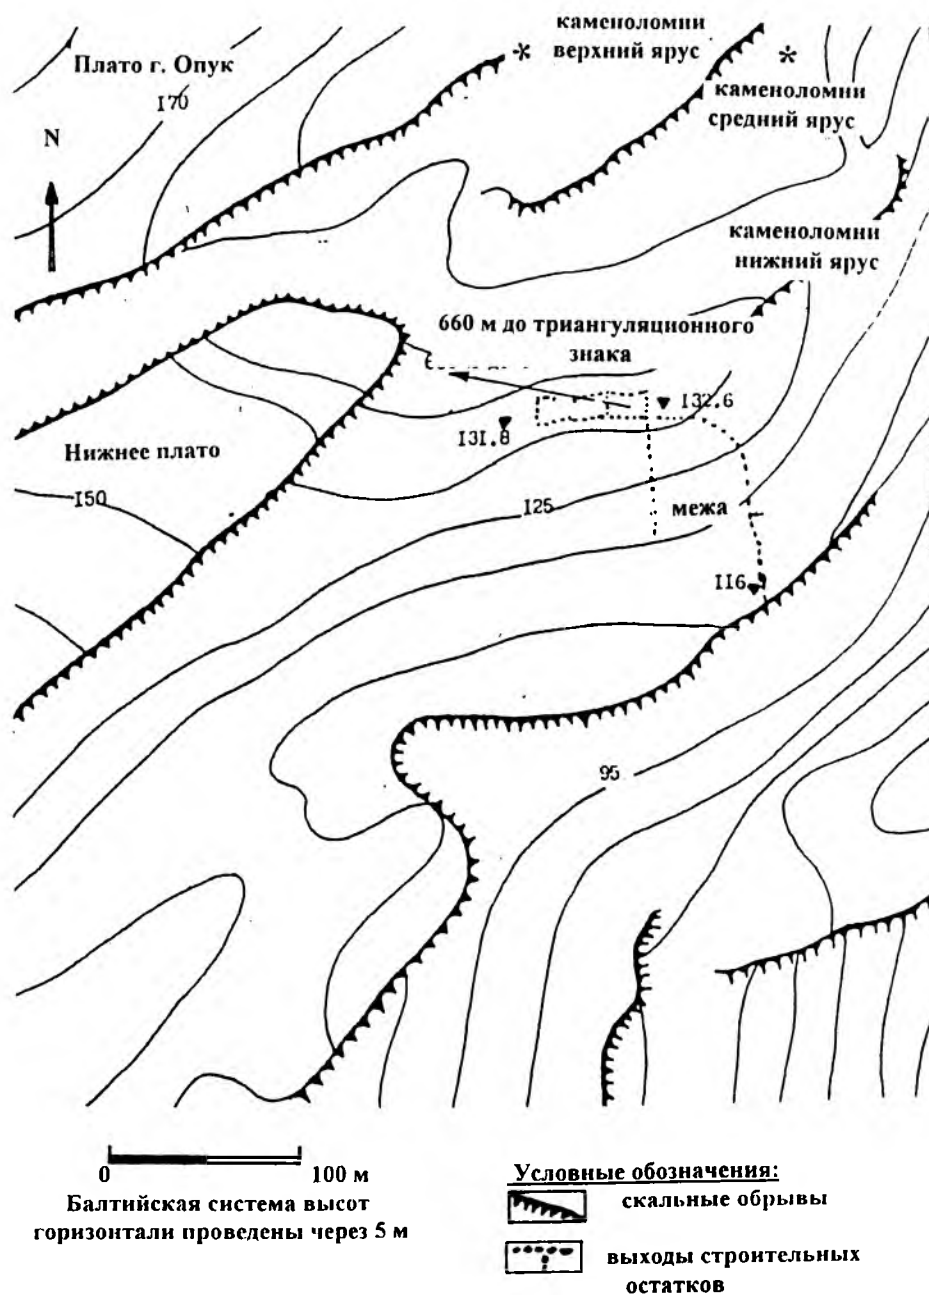 каменоломни
верхний ярус
Плато г. Опук
170
каменоломни
средний ярус
N
каменоломни
нижний ярус
660 м до триангуляционного
знака
132.6
131.8
Нижнее плато
150
125
межа
116
95
0 100 м
Балтийская система высот
горизонтали проведены через 5 м
Условные обозначения:
скальные обрывы
выходы строительных
остатков